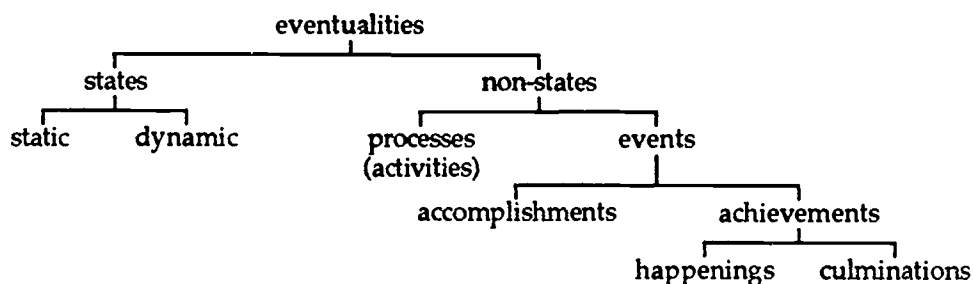 eventualities
states non-states
static dynamic processes events
(activities)
accomplishments achievements
happenings culminations